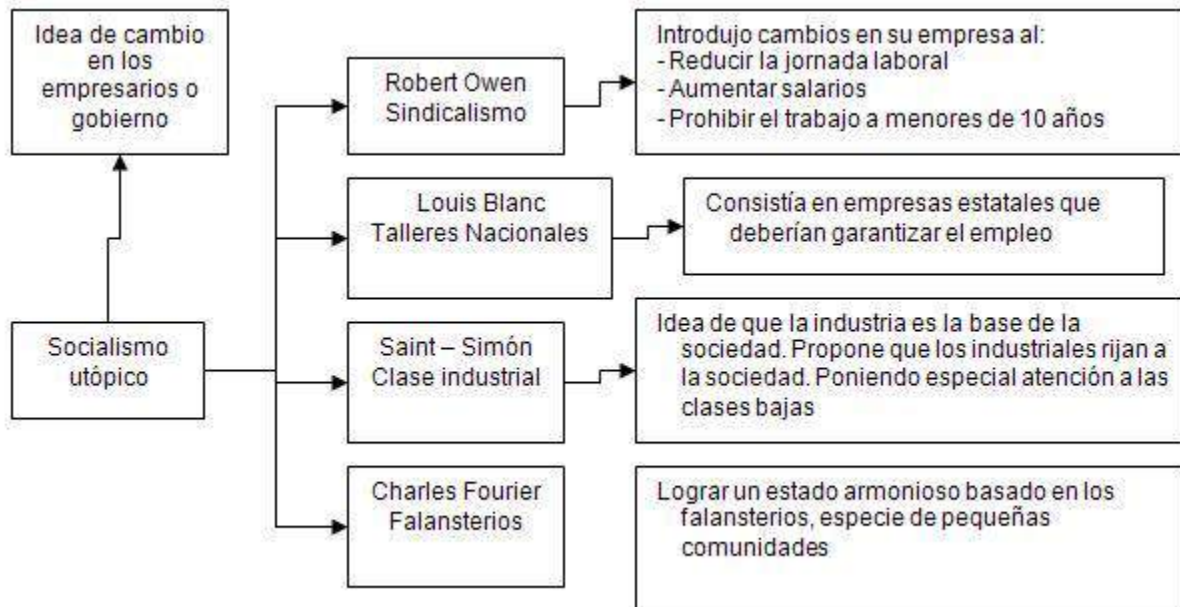 Idea de cambio
en los
empresarios o
gobierno
Socialismo
utópico
Robert Owen
Sindicalismo
Introdujo cambios en su empresa al:
- Reducir la jornada laboral
- Aumentar salarios
- Prohibir el trabajo a menores de 10 años
Louis Blanc
Talleres Nacionales
Consistía en empresas estatales que
deberían garantizar el empleo
Saint – Simón
Clase industrial
Idea de que la industria es la base de la
sociedad. Propone que los industriales rijan a
la sociedad. Poniendo especial atención a las
clases bajas
Charles Fourier
Falansterios
Lograr un estado armonioso basado en los
falansterios, especie de pequeñas
comunidades